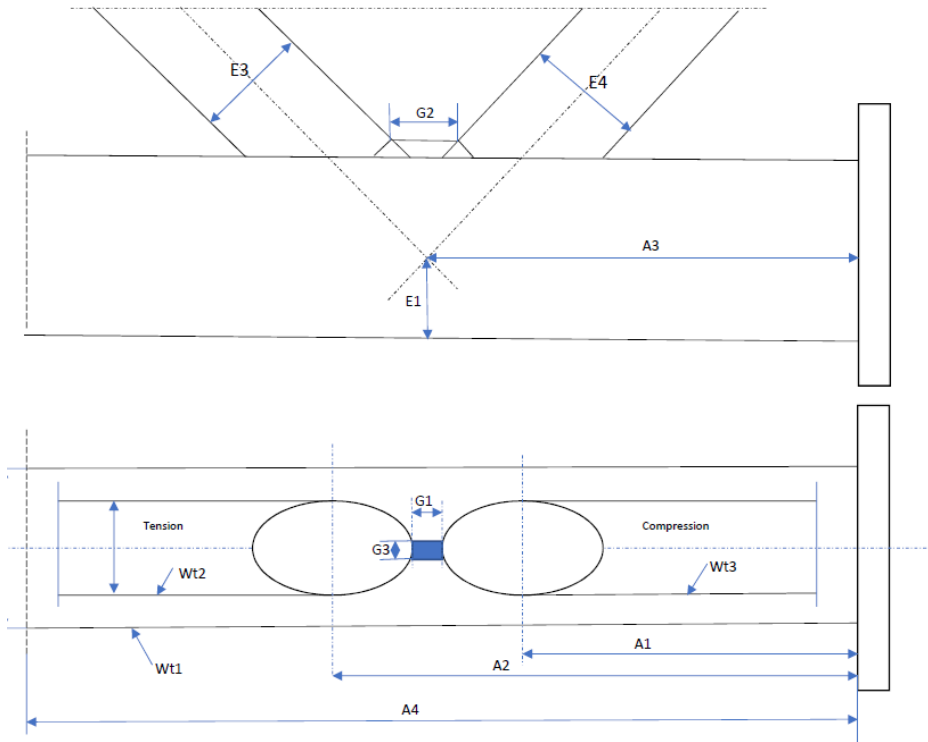 E3
E4
G2
A3
E1
G1
Tension
Compression
G3
Wt2
Wt3
A1
A2
Wt1
A4